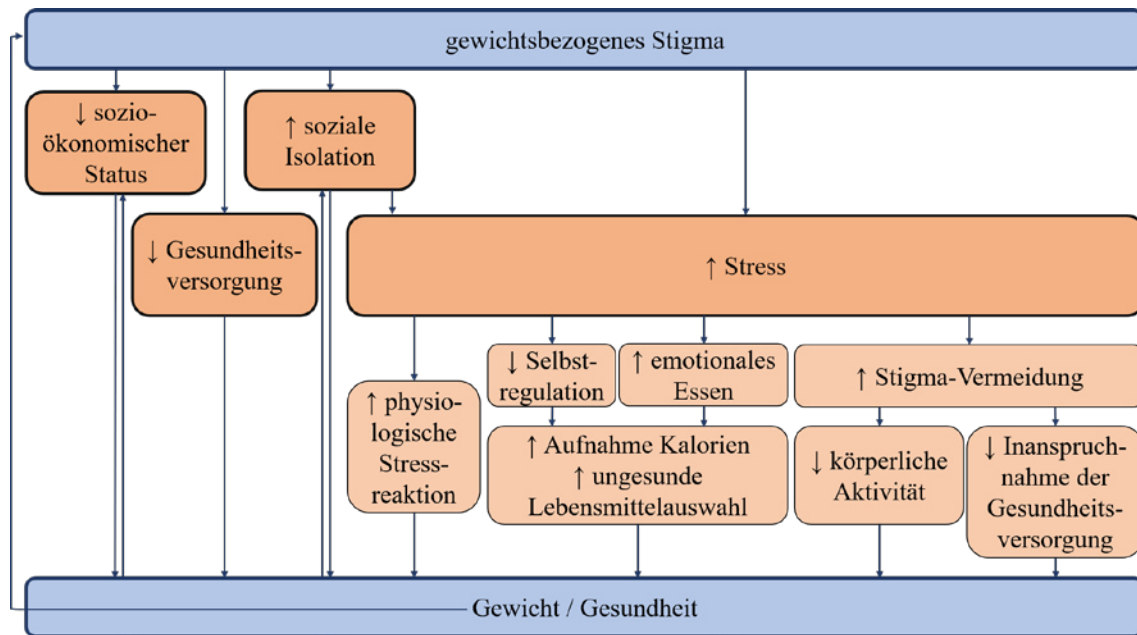 gewichtsbezogenes Stigma
↓ sozio-
ökonomischer
Status
↑ soziale
Isolation
↓ Gesundheits-
versorgung
↑ Stress
↓ Selbst-
regulation
↑ emotionales
Essen
↑ Stigma-Vermeidung
↑ physio-
logische
Stress-
reaktion
↑ Aufnahme Kalorien
↑ ungesunde
Lebensmittelauswahl
↓ körperliche
Aktivität
↓ Inanspruch-
nahme der
Gesundheits-
versorgung
Gewicht / Gesundheit